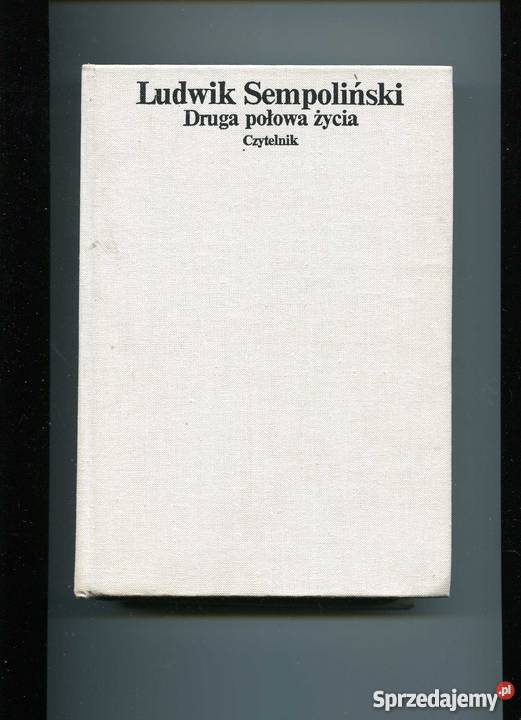 Ludwik Sempoliński
Druga połowa życia
Czytelnik
Sprzedajemy.pl